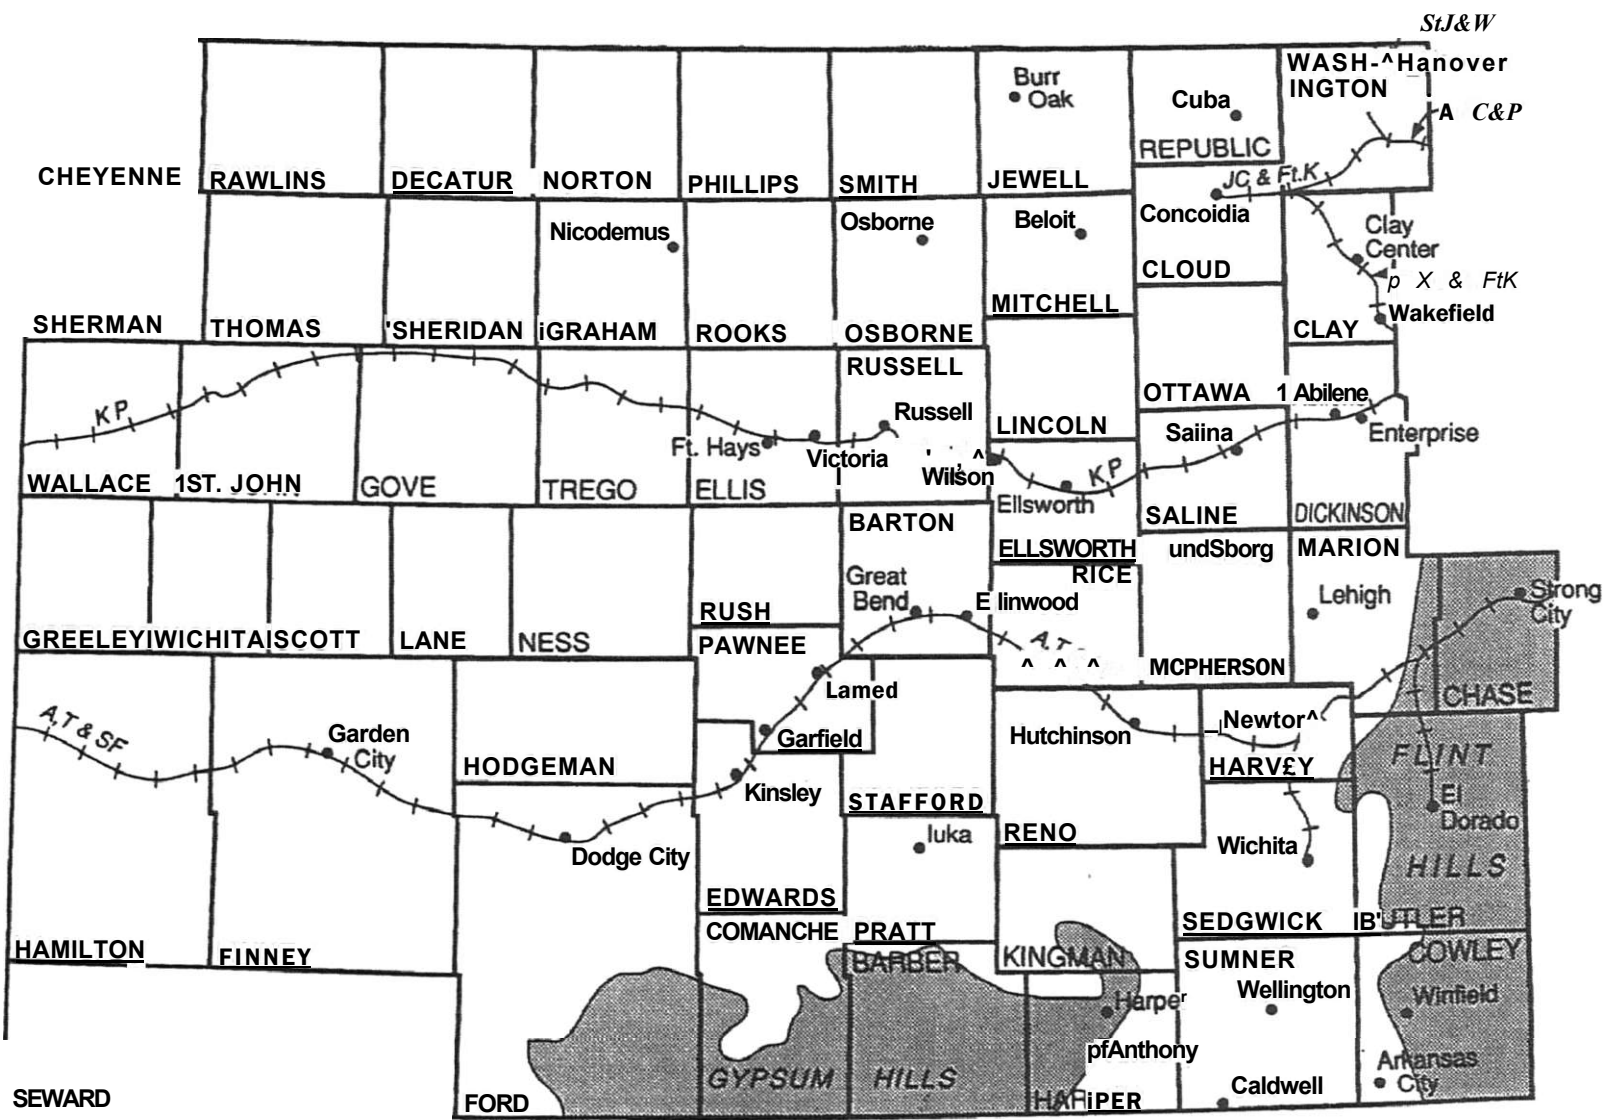 StJ&W
WASH-^Hanover
INGTON
Burr
Oak
Cuba
A C&P
REPUBLIC
CHEYENNE
RAWLINS
DECATUR
NORTON
PHILLIPS
SMITH
JEWELL
JC & Ft.K
Concoidia
Nicodemus
Osborne
Beloit
Clay
Center
CLOUD
p X & FtK
MITCHELL
Wakefield
SHERMAN
THOMAS
'SHERIDAN
iGRAHAM
ROOKS
OSBORNE
CLAY
RUSSELL
OTTAWA
1 Abilene
KP
Russell
LINCOLN
Saiina
Enterprise
Ft. Hays
Victoria
' , ^
Wilson
KP
WALLACE
1ST. JOHN
GOVE
TREGO
ELLIS
Ellsworth
SALINE
DICKINSON
BARTON
ELLSWORTH
undSborg
MARION
RICE
Great
Bend
E linwood
Lehigh
Strong
City
RUSH
GREELEYIWICHITAISCOTT
LANE
NESS
PAWNEE
A,T-
^ ^ ^
MCPHERSON
Lamed
CHASE
A,T & SF
Garden
City
Garfield
Hutchinson
Newtor^
FLINT
HODGEMAN
HARV£Y
Kinsley
STAFFORD
El
Dorado
RENO
Iuka
Wichita
Dodge City
HILLS
EDWARDS
SEDGWICK
IB'UTLER
COMANCHE
PRATT
HAMILTON
FINNEY
BARBER
KINGMAN
SUMNER
COWLEY
Wellington
Winfield
Harper
pfAnthony
Arkansas
City
GYPSUM HILLS
Caldwell
SEWARD
FORD
HARiPER